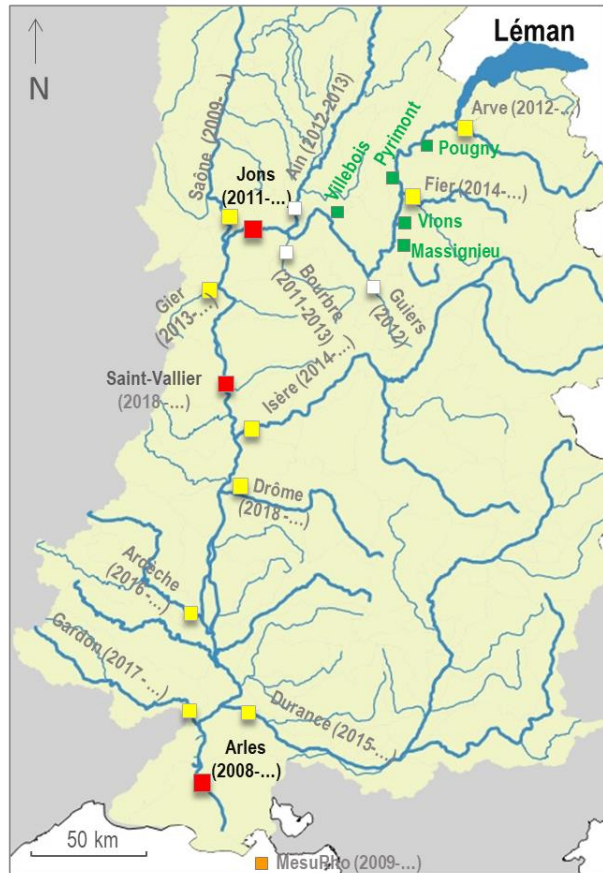 Léman
N
Saône (2009-...)
Ain (2012-2013)
Arve (2012-...)
Pougny
Pyrimont
Villebois
Fier (2014-...)
Jons
(2011-...)
Vions
Massignieu
Bourbre
(2011-2013)
Guiers
(2012)
Gier
(2013-...)
Saint-Vallier
(2018-...)
Isère (2014-...)
Drôme
(2018-...)
Ardèche
(2016-...)
Gardon (2017-...)
Durance (2015-...)
Arles
(2008-...)
50 km
MesuRho (2009-...)